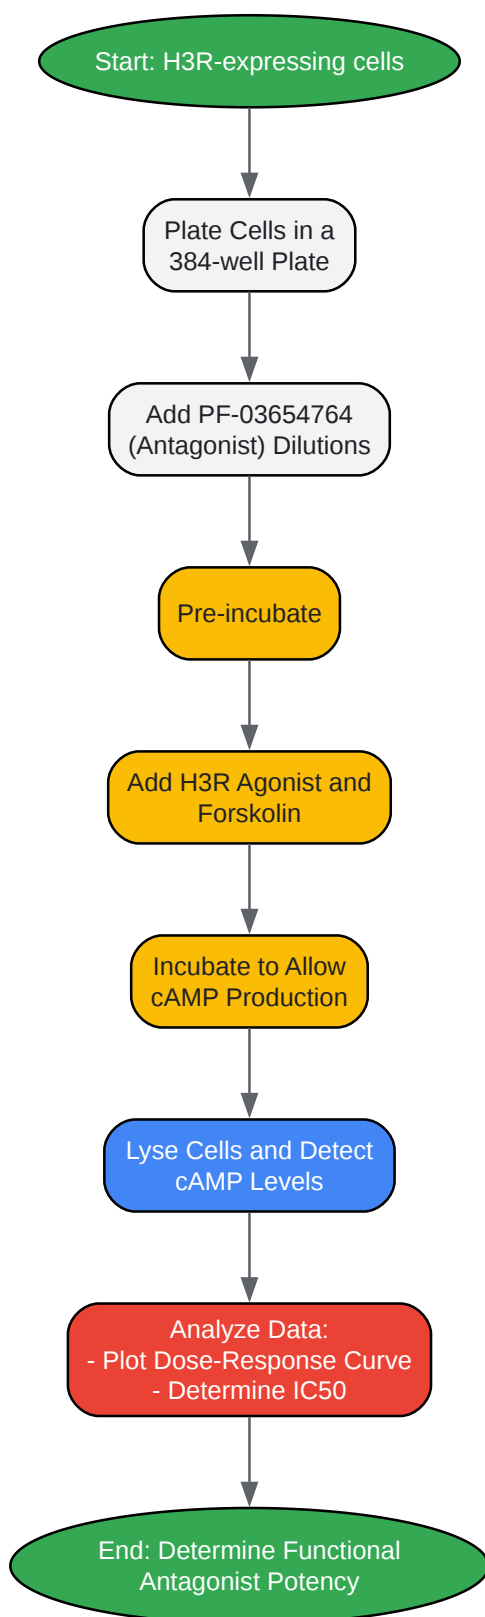 Start: H3R-expressing cells
Plate Cells in a
384-well Plate
Add PF-03654764
(Antagonist) Dilutions
Pre-incubate
Add H3R Agonist and
Forskolin
Incubate to Allow
cAMP Production
Lyse Cells and Detect
cAMP Levels
Analyze Data:
- Plot Dose-Response Curve
- Determine IC50
End: Determine Functional
Antagonist Potency